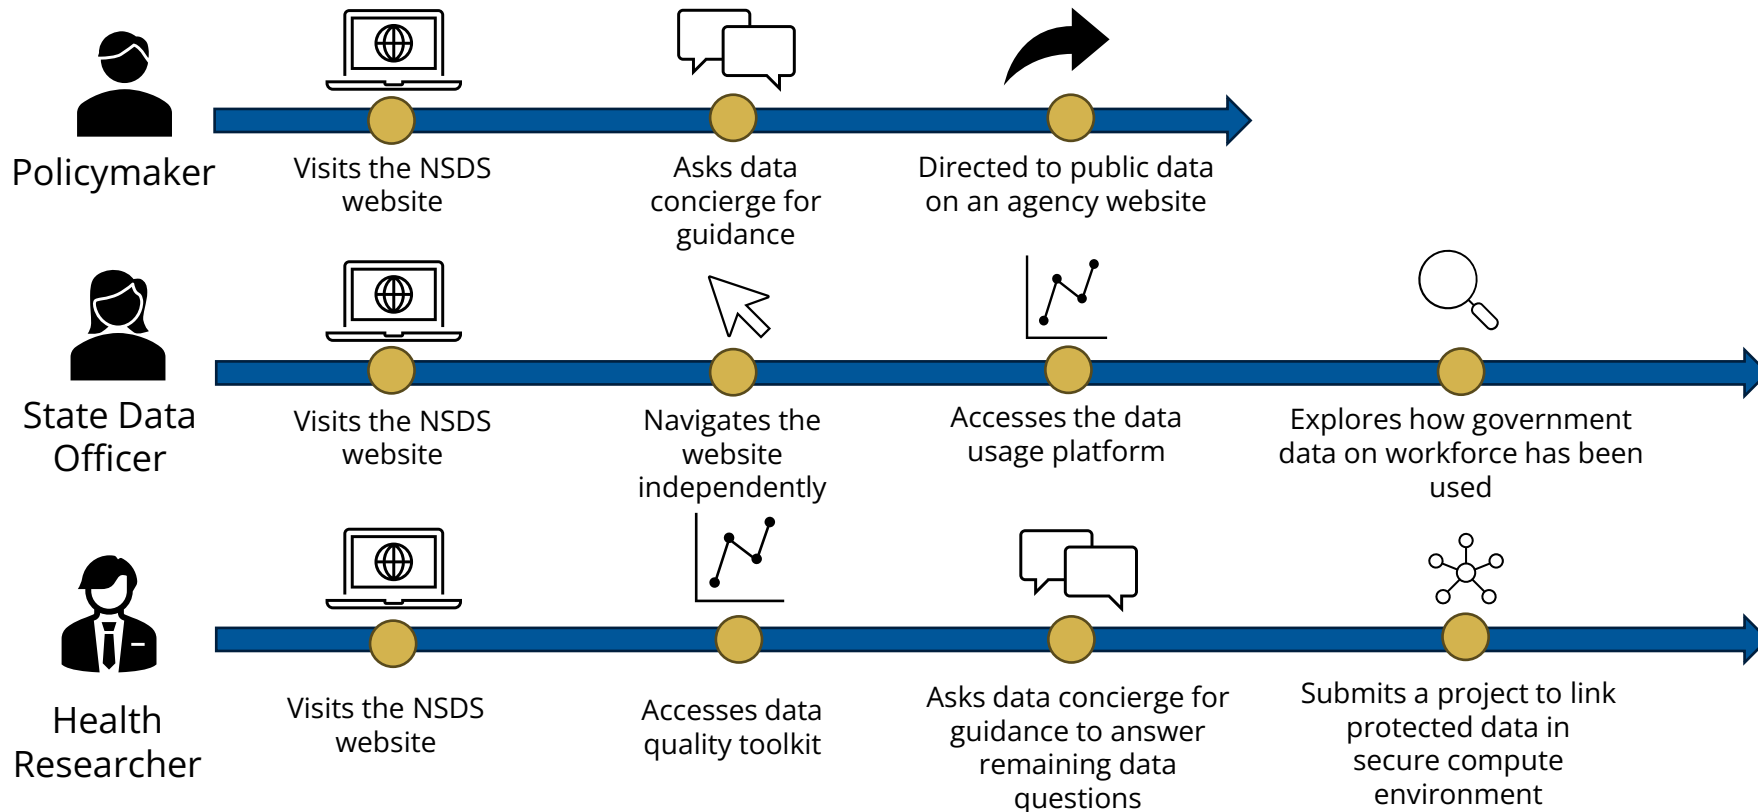 Policymaker
Visits the NSDS
website
Asks data
concierge for
guidance
Directed to public data
on an agency website
State Data
Officer
Visits the NSDS
website
Navigates the
website
independently
Accesses the data
usage platform
Explores how government
data on workforce has been
used
Health
Researcher
Visits the NSDS
website
Accesses data
quality toolkit
Asks data concierge for
guidance to answer
remaining data
questions
Submits a project to link
protected data in
secure compute
environment